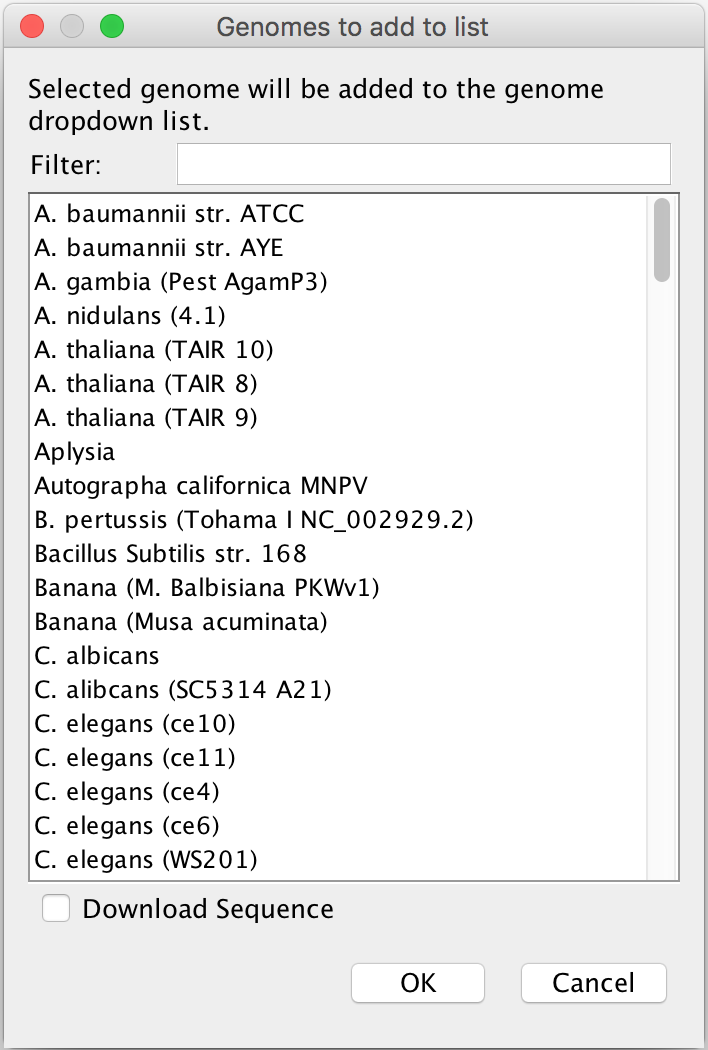 Genomes to add to list
Selected genome will be added to the genome
dropdown list.
Filter:
A. baumannii str. ATCC
A. baumannii str. AYE
A. gambia (Pest AgamP3)
A. nidulans (4.1)
A. thaliana (TAIR 10)
A. thaliana (TAIR 8)
A. thaliana (TAIR 9)
Aplysia
Autographa californica MNPV
B. pertussis (Tohama I NC_002929.2)
Bacillus Subtilis str. 168
Banana (M. Balbisiana PKWv1)
Banana (Musa acuminata)
C. albicans
C. alibcans (SC5314 A21)
C. elegans (ce10)
C. elegans (ce11)
C. elegans (ce4)
C. elegans (ce6)
C. elegans (WS201)
Download Sequence
OK Cancel